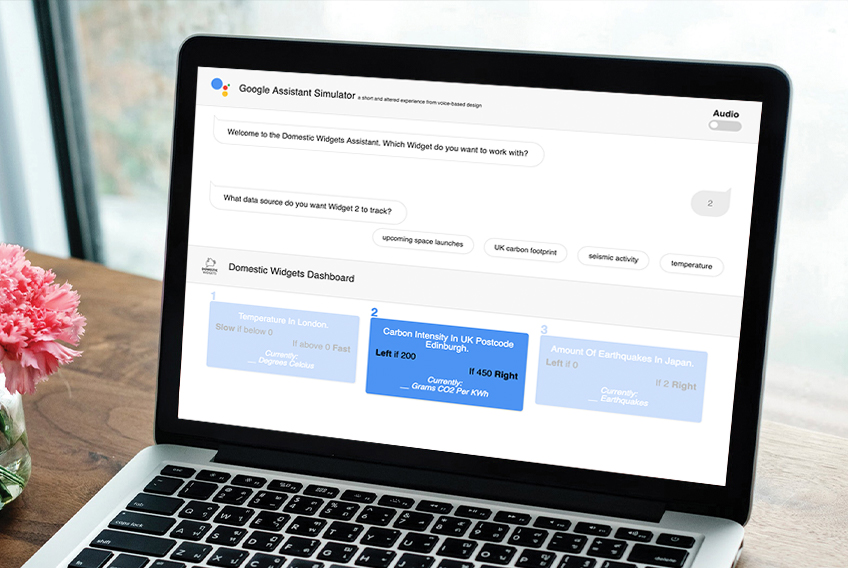 Google Assistant Simulator a short and altered experience from voice-based design
Audio
Welcome to the Domestic Widgets Assistant. Which Widget do you want to work with?
2
What data source do you want Widget 2 to track?
upcoming space launches
UK carbon footprint
seismic activity
temperature
DOMESTIC
WIDGETS
Domestic Widgets Dashboard
1
Temperature In London.
Slow if below 0
If above 0 Fast
Currently:
__ Degrees Celcius
2
Carbon Intensity In UK Postcode
Edinburgh.
Left if 200
If 450 Right
Currently:
__ Grams CO2 Per KWh
3
Amount Of Earthquakes In Japan.
Left if 0
If 2 Right
Currently:
__ Earthquakes
tab
caps lock
shift
delete